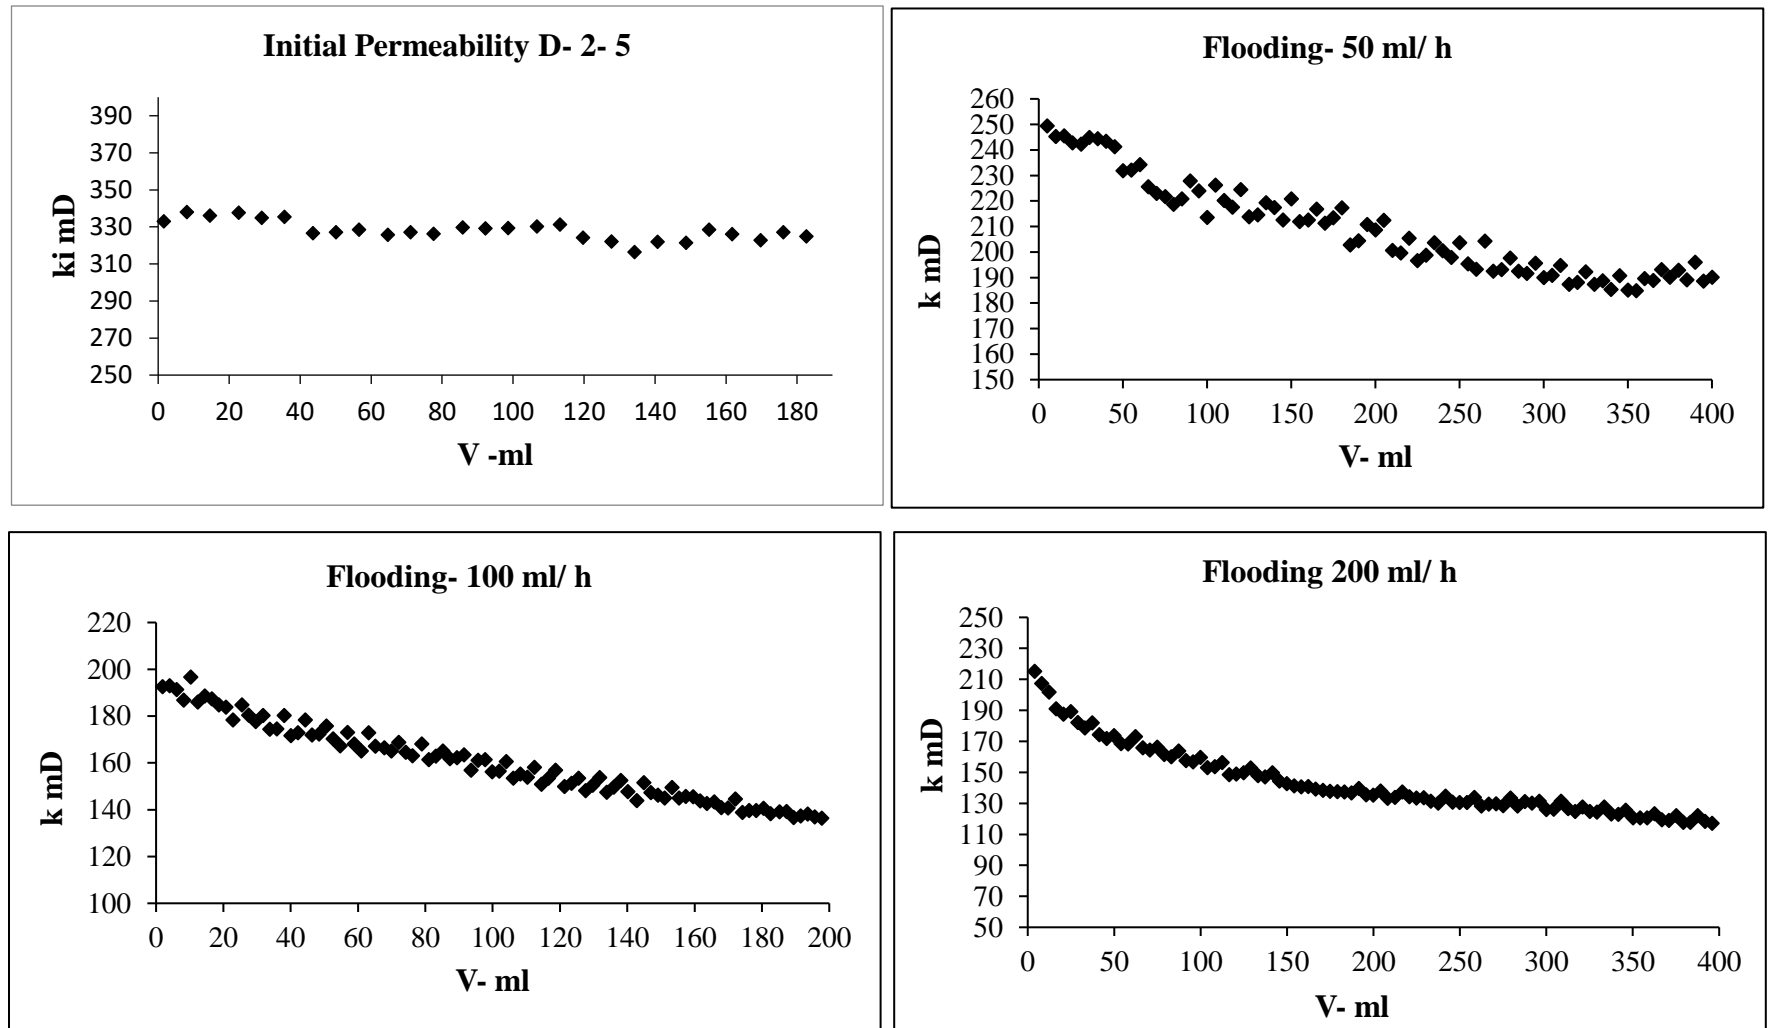 Initial Permeability D- 2- 5
390
370
350
330
310
290
270
250
ki mD
0 20 40 60 80 100 120 140 160 180
V -ml
Flooding- 50 ml/ h
260
250
240
230
220
210
200
190
180
170
160
150
k mD
0 50 100 150 200 250 300 350 400
V- ml
Flooding- 100 ml/ h
220
200
180
160
140
120
100
k mD
0 20 40 60 80 100 120 140 160 180 200
V- ml
Flooding 200 ml/ h
250
230
210
190
170
150
130
110
90
70
50
k mD
0 50 100 150 200 250 300 350 400
V- ml